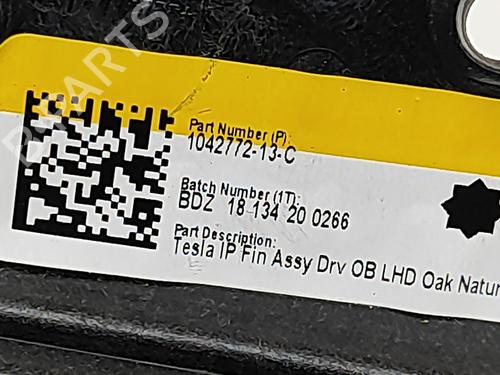 Part Number (P):
1042772-13-C
Batch Number (1T):
BDZ 18 134 20 0266
Part Description:
Tesla IP Fin Assy Drv OB LHD Oak Natur